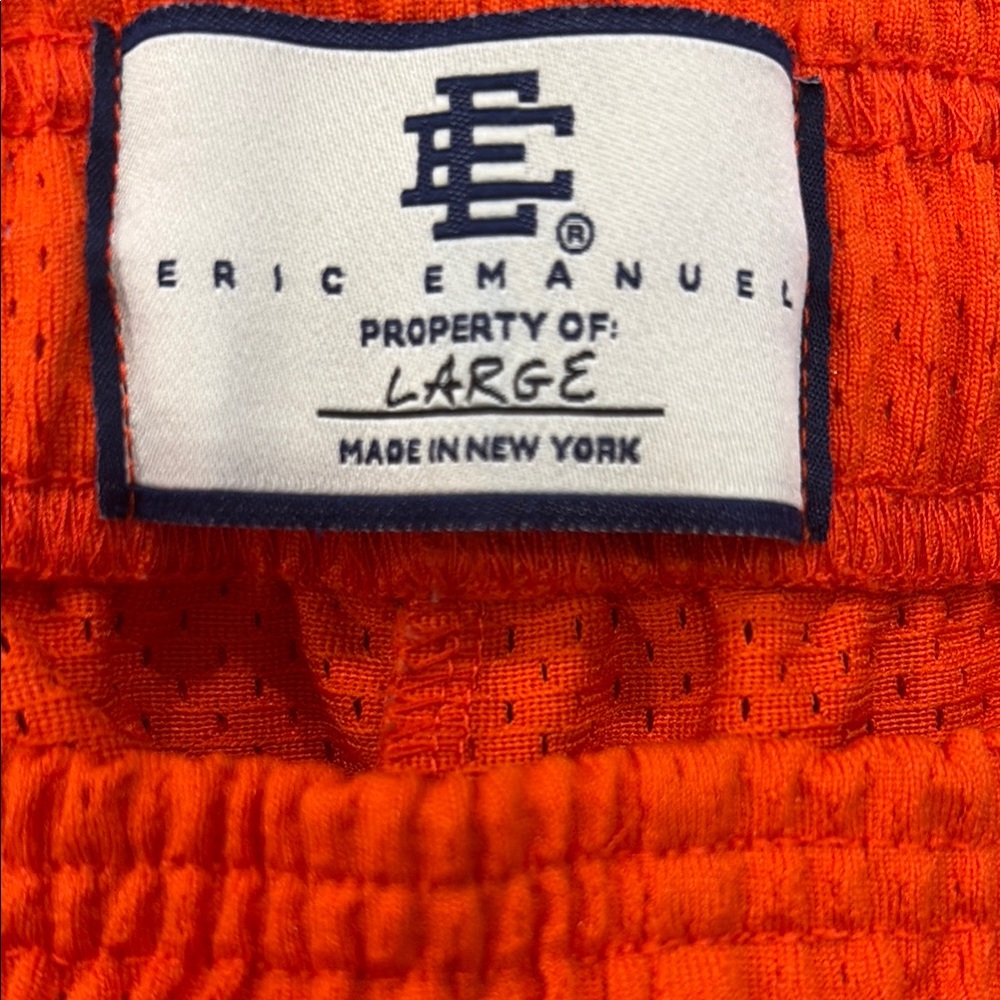 EE®
ERIC EMANUEL
PROPERTY OF:
LARGE
MADE IN NEW YORK